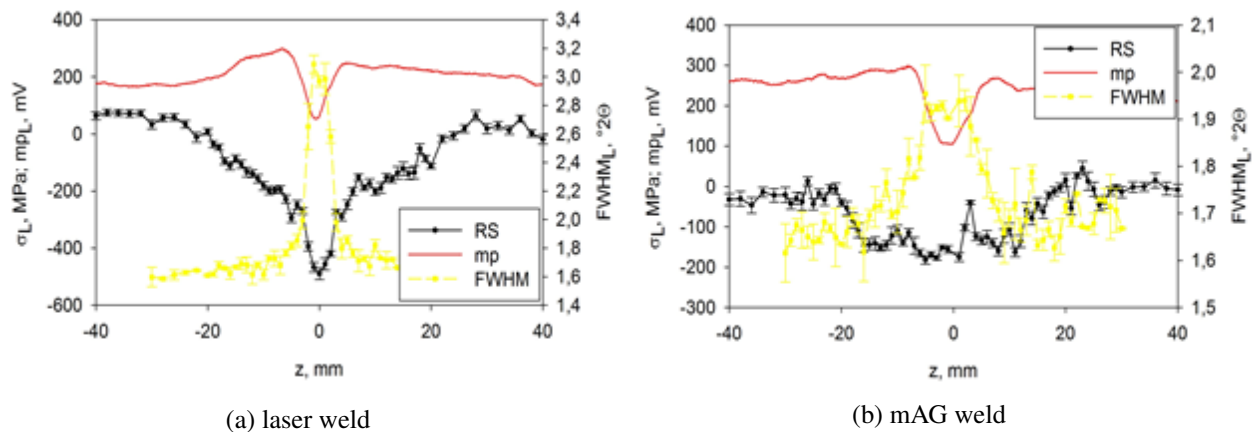 400
200
0
-200
-400
-600
σL, MPa; mpL, mV
3,4
3,2
3,0
2,8
2,6
2,4
2,2
2,0
1,8
1,6
1,4
FWHML, °2Θ
RS
mp
FWHM
-40 -20 0 20 40
z, mm
(a) laser weld
400
300
200
100
0
-100
-200
-300
σL, MPa; mpL, mV
2,1
2,0
1,9
1,8
1,7
1,6
1,5
FWHML, °2Θ
RS
mp
FWHM
-40 -20 0 20 40
z, mm
(b) mAG weld